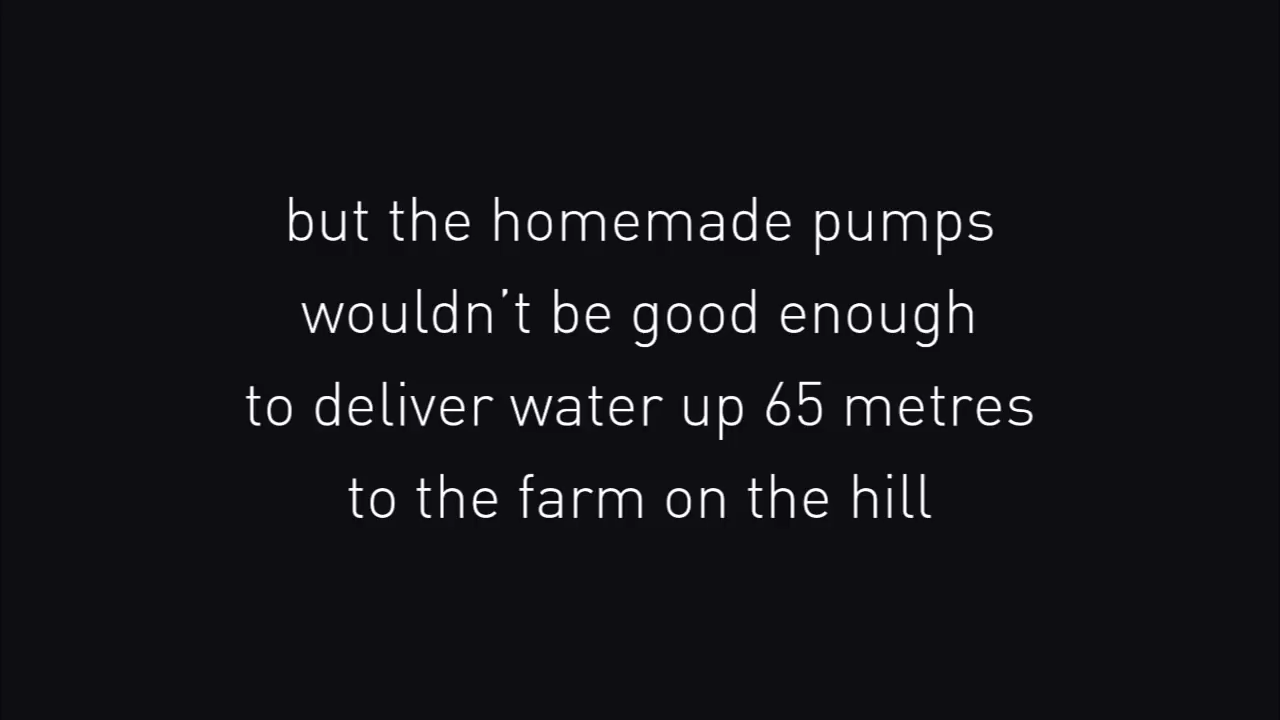 but the homemade pumps
wouldn’t be good enough
to deliver water up 65 metres
to the farm on the hill